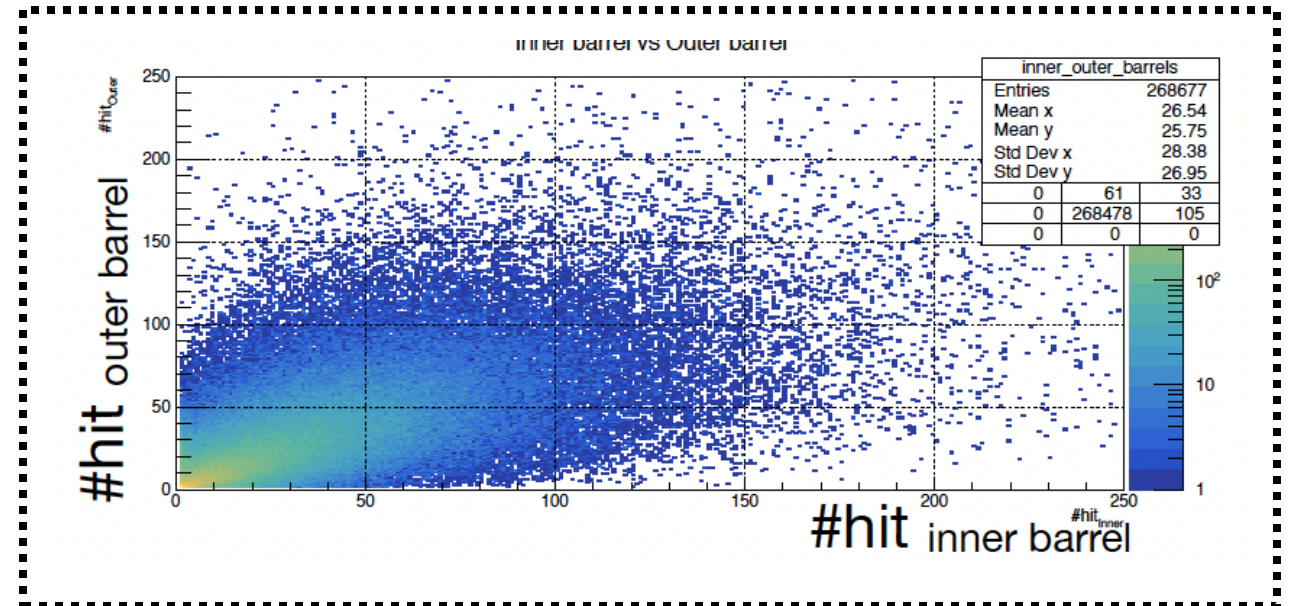 Inner barrel vs Outer barrel
inner_outer_barrels
Entries 268677
Mean x 26.54
Mean y 25.75
Std Dev x 28.38
Std Dev y 26.95
0 61 33
0 268478 105
0 0 0
#hit outer barrel
#hitOuter
250
200
150
100
50
0
0 50 100 150 200 250
10²
10
1
#hitInner
#hit inner barrel